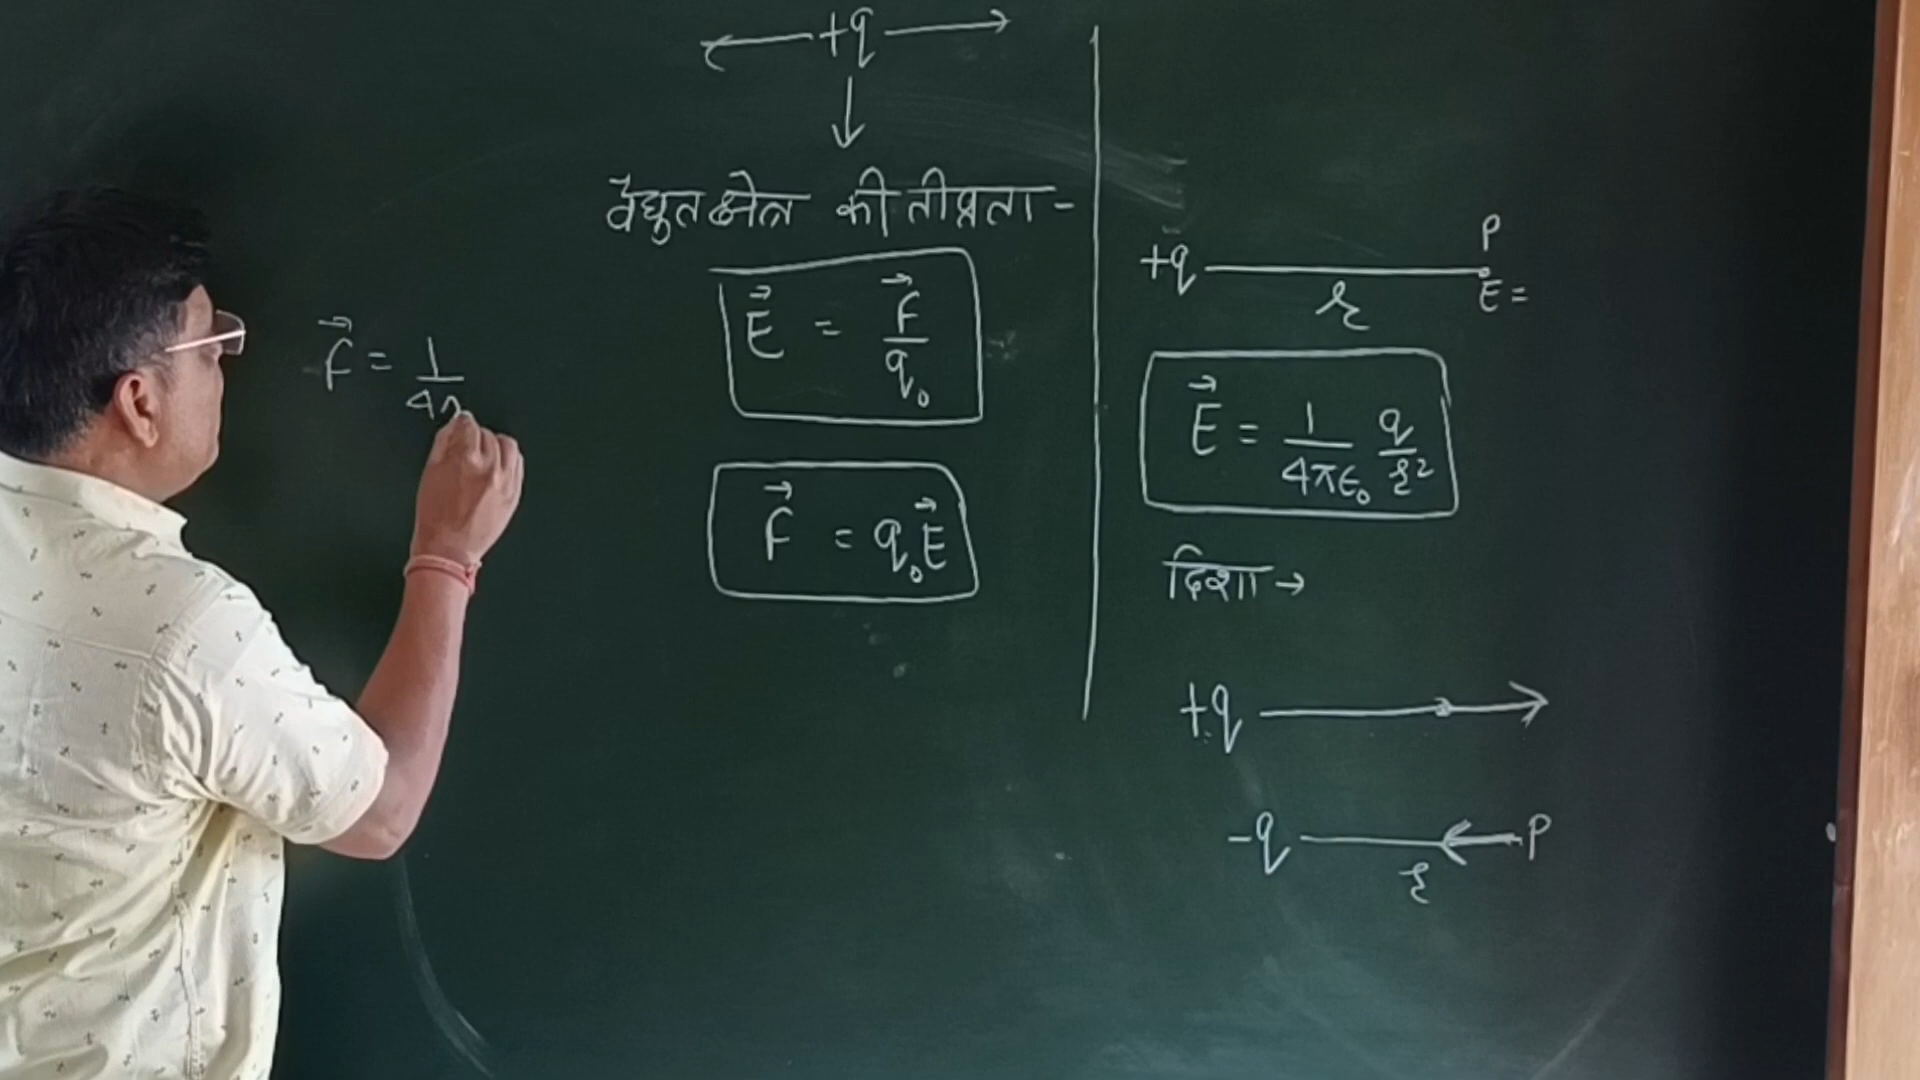 ← +q →
↓
वैद्युत क्षेत्र की तीव्रता -
E⃗ = F⃗ / q₀
F⃗ = q₀E⃗
F⃗ = 1 / 4π
+q P
r E =
E⃗ = 1 / 4πε₀ q / r²
दिशा →
+q →
-q ← P
r